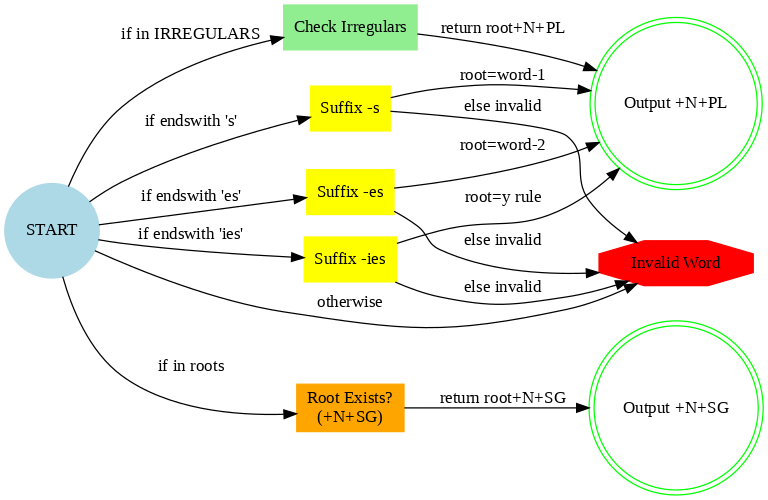 if in IRREGULARS
Check Irregulars
return root+N+PL
if endswith 's'
Suffix -s
root=word-1
else invalid
Output +N+PL
if endswith 'es'
Suffix -es
root=word-2
else invalid
START
if endswith 'ies'
Suffix -ies
root=y rule
else invalid
Invalid Word
otherwise
if in roots
Root Exists?
(+N+SG)
return root+N+SG
Output +N+SG